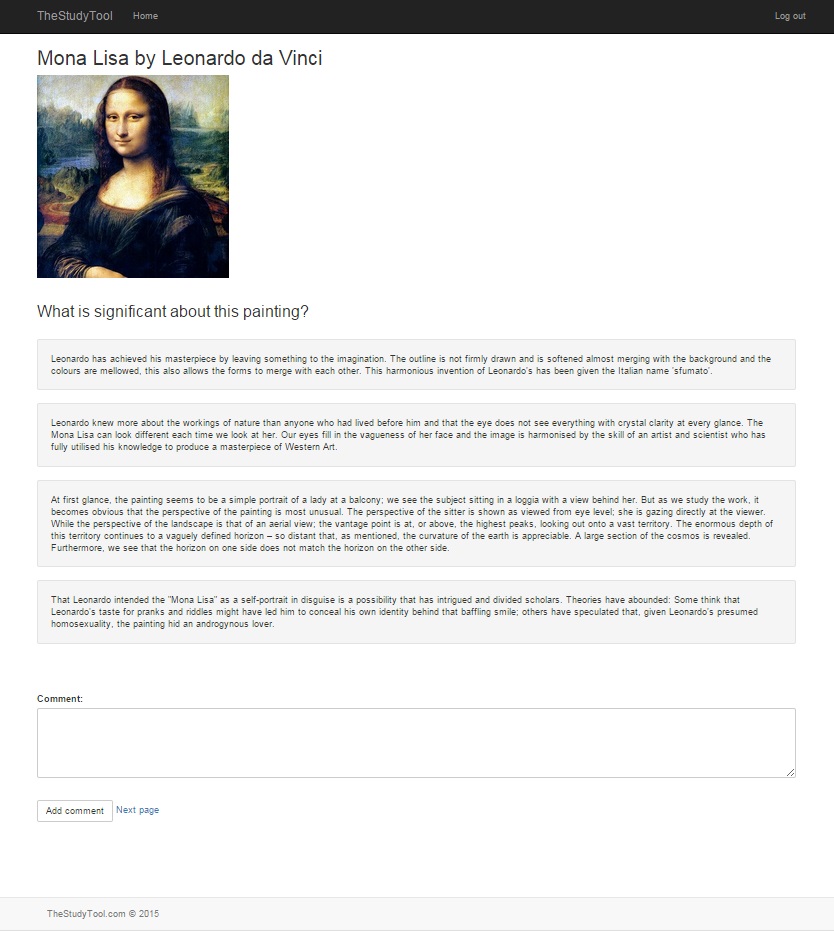 TheStudyTool Home Log out
Mona Lisa by Leonardo da Vinci
What is significant about this painting?
Leonardo has achieved his masterpiece by leaving something to the imagination. The outline is not firmly drawn and is softened almost merging with the background and the
colours are mellowed, this also allows the forms to merge with each other. This harmonious invention of Leonardo's has been given the Italian name 'sfumato'.
Leonardo knew more about the workings of nature than anyone who had lived before him and that the eye does not see everything with crystal clarity at every glance. The
Mona Lisa can look different each time we look at her. Our eyes fill in the vagueness of her face and the image is harmonised by the skill of an artist and scientist who has
fully utilised his knowledge to produce a masterpiece of Western Art.
At first glance, the painting seems to be a simple portrait of a lady at a balcony; we see the subject sitting in a loggia with a view behind her. But as we study the work, it
becomes obvious that the perspective of the painting is most unusual. The perspective of the sitter is shown as viewed from eye level; she is gazing directly at the viewer.
While the perspective of the landscape is that of an aerial view; the vantage point is at, or above, the highest peaks, looking out onto a vast territory. The enormous depth of
this territory continues to a vaguely defined horizon – so distant that, as mentioned, the curvature of the earth is appreciable. A large section of the cosmos is revealed.
Furthermore, we see that the horizon on one side does not match the horizon on the other side.
That Leonardo intended the "Mona Lisa" as a self-portrait in disguise is a possibility that has intrigued and divided scholars. Theories have abounded: Some think that
Leonardo's taste for pranks and riddles might have led him to conceal his own identity behind that baffling smile; others have speculated that, given Leonardo's presumed
homosexuality, the painting hid an androgynous lover.
Comment:
Add comment Next page
TheStudyTool.com © 2015